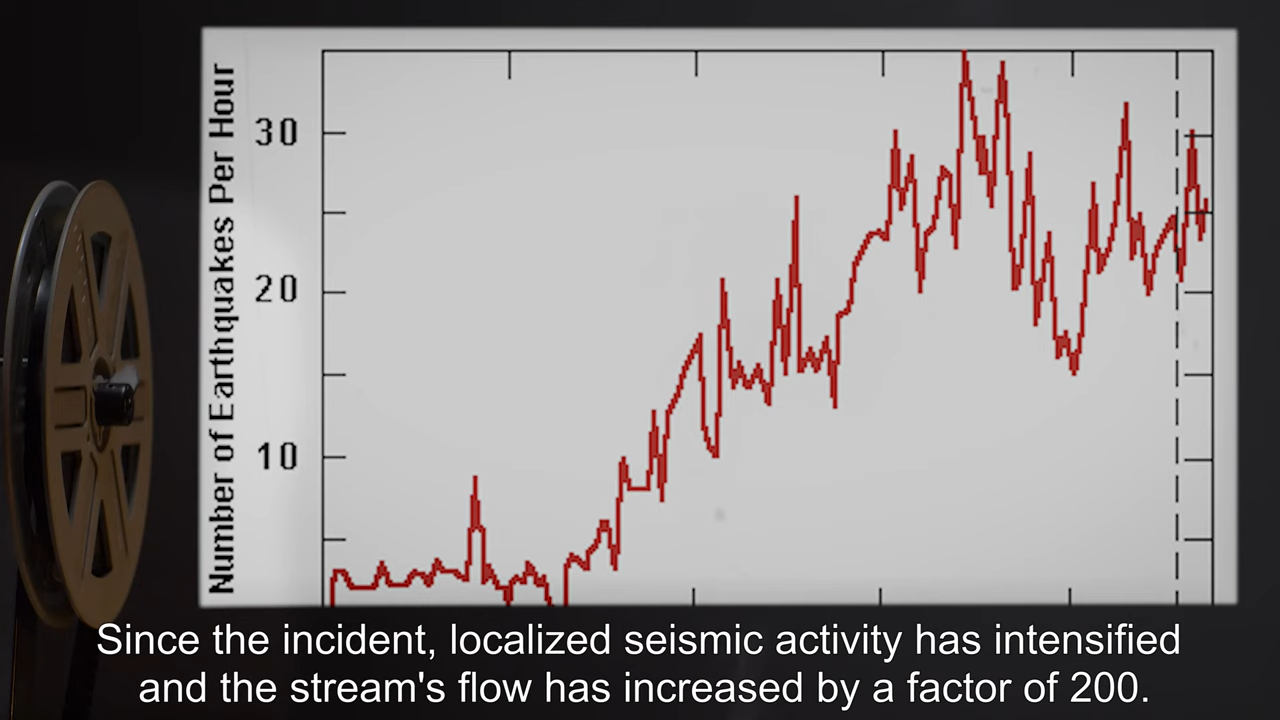 Number of Earthquakes Per Hour
30
20
10
Since the incident, localized seismic activity has intensified
and the stream's flow has increased by a factor of 200.